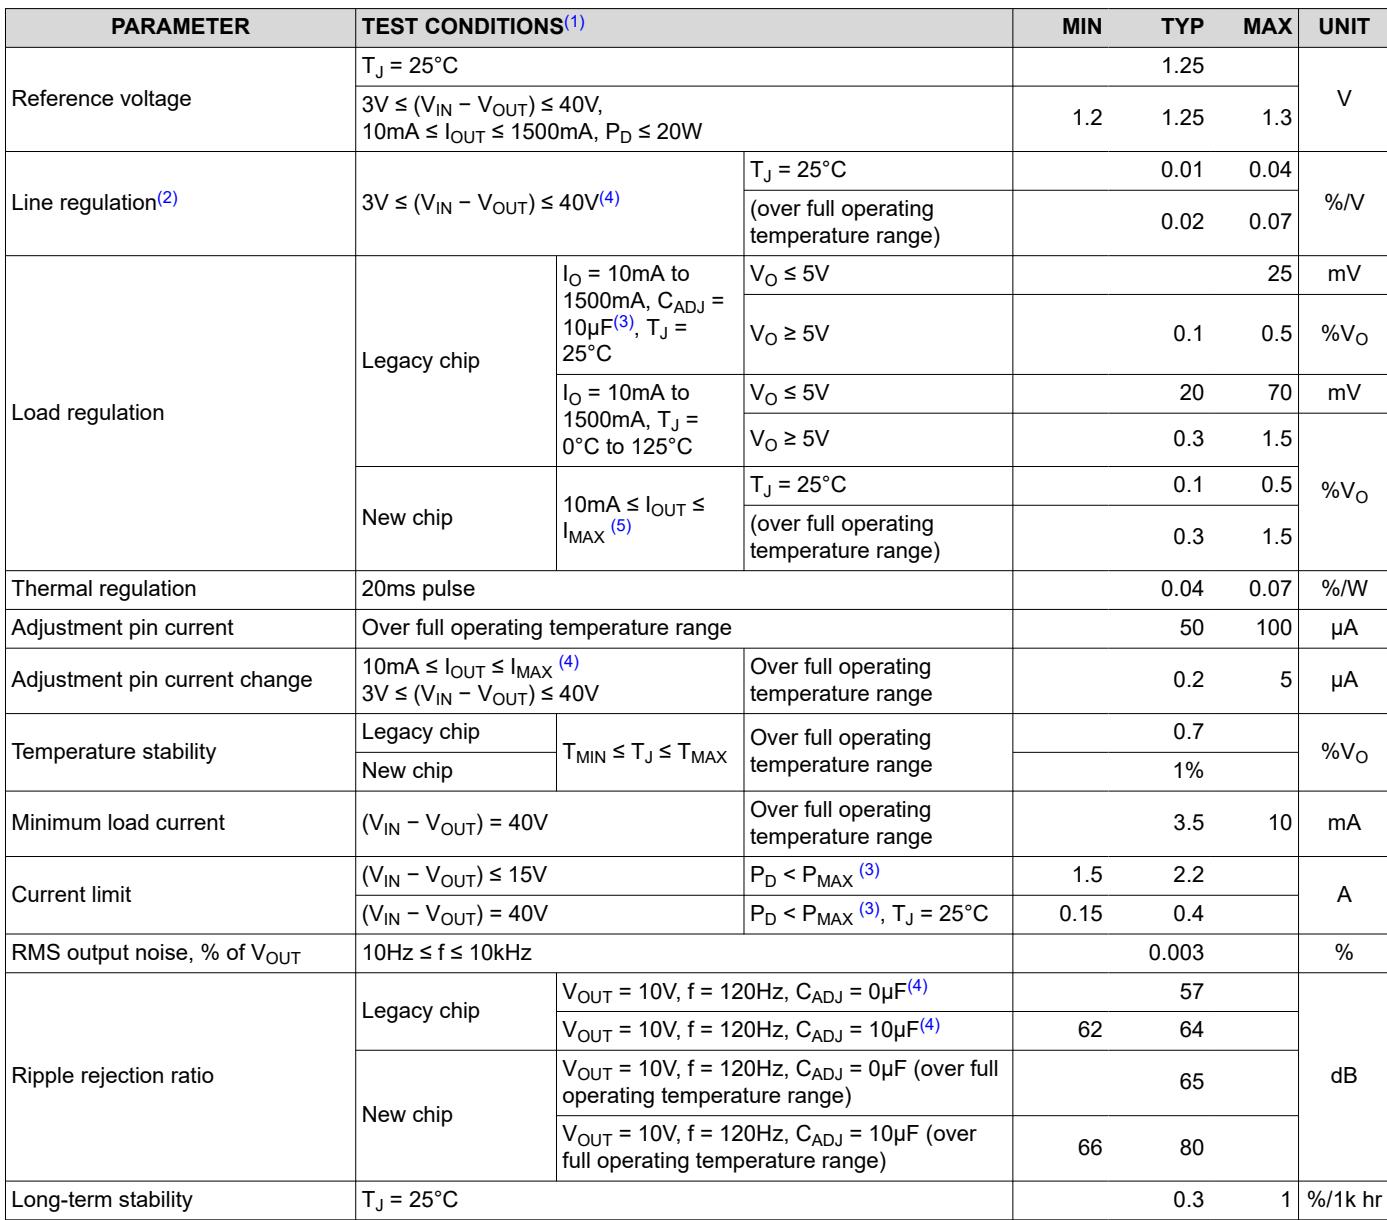 PARAMETER TEST CONDITIONS(1) MIN TYP MAX UNIT
Reference voltage
TJ = 25°C 1.25
V
3V ≤ (VIN − VOUT) ≤ 40V,
10mA ≤ IOUT ≤ 1500mA, PD ≤ 20W
1.2 1.25 1.3
Line regulation(2)
3V ≤ (VIN − VOUT) ≤ 40V(4)
TJ = 25°C 0.01 0.04
%/V
(over full operating
temperature range)
0.02 0.07
Load regulation
Legacy chip
IO = 10mA to
1500mA, CADJ =
10µF(3), TJ =
25°C
VO ≤ 5V 25 mV
VO ≥ 5V 0.1 0.5 %VO
IO = 10mA to
1500mA, TJ =
0°C to 125°C
VO ≤ 5V 20 70 mV
VO ≥ 5V 0.3 1.5
%VO
New chip
10mA ≤ IOUT ≤
IMAX (5)
TJ = 25°C 0.1 0.5
(over full operating
temperature range)
0.3 1.5
Thermal regulation 20ms pulse 0.04 0.07 %/W
Adjustment pin current Over full operating temperature range 50 100 µA
Adjustment pin current change
10mA ≤ IOUT ≤ IMAX (4)
3V ≤ (VIN − VOUT) ≤ 40V
Over full operating
temperature range
0.2 5 µA
Temperature stability
Legacy chip
TMIN ≤ TJ ≤ TMAX
Over full operating
temperature range
0.7
%VO
New chip 1%
Minimum load current (VIN − VOUT) = 40V
Over full operating
temperature range
3.5 10 mA
Current limit
(VIN − VOUT) ≤ 15V PD < PMAX (3) 1.5 2.2
A
(VIN − VOUT) = 40V PD < PMAX (3), TJ = 25°C 0.15 0.4
RMS output noise, % of VOUT 10Hz ≤ f ≤ 10kHz 0.003 %
Ripple rejection ratio
Legacy chip
VOUT = 10V, f = 120Hz, CADJ = 0µF(4) 57
dB
VOUT = 10V, f = 120Hz, CADJ = 10µF(4) 62 64
New chip
VOUT = 10V, f = 120Hz, CADJ = 0µF (over full
operating temperature range)
65
VOUT = 10V, f = 120Hz, CADJ = 10µF (over
full operating temperature range)
66 80
Long-term stability TJ = 25°C 0.3 1 %/1k hr